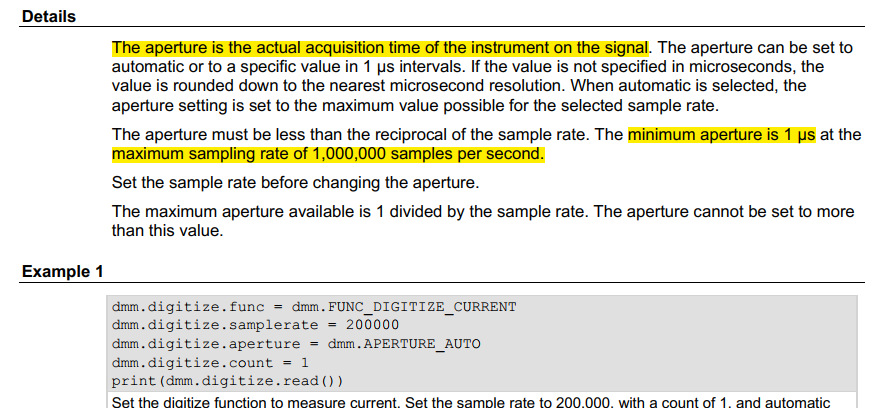 Details
The aperture is the actual acquisition time of the instrument on the signal. The aperture can be set to
automatic or to a specific value in 1 µs intervals. If the value is not specified in microseconds, the
value is rounded down to the nearest microsecond resolution. When automatic is selected, the
aperture setting is set to the maximum value possible for the selected sample rate.
The aperture must be less than the reciprocal of the sample rate. The minimum aperture is 1 µs at the
maximum sampling rate of 1,000,000 samples per second.
Set the sample rate before changing the aperture.
The maximum aperture available is 1 divided by the sample rate. The aperture cannot be set to more
than this value.
Example 1
dmm.digitize.func = dmm.FUNC_DIGITIZE_CURRENT
dmm.digitize.samplerate = 200000
dmm.digitize.aperture = dmm.APERTURE_AUTO
dmm.digitize.count = 1
print(dmm.digitize.read())
Set the digitize function to measure current. Set the sample rate to 200,000, with a count of 1, and automatic